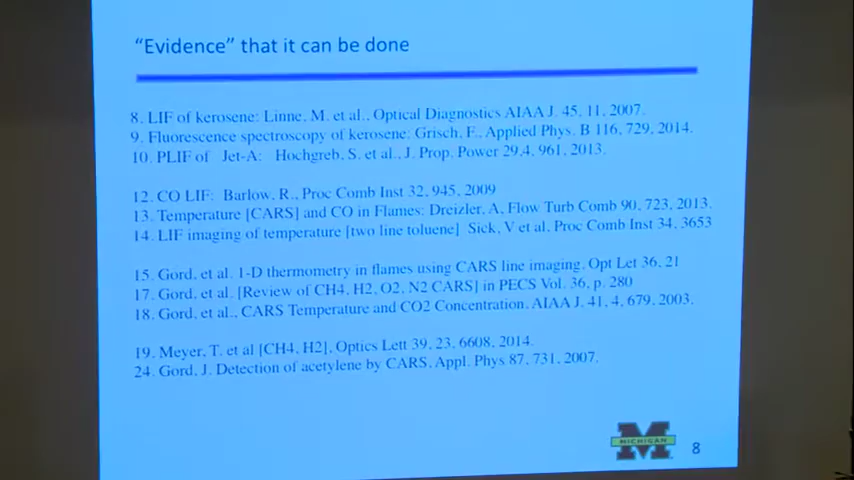 “Evidence” that it can be done
8. LIF of kerosene: Linne, M. et al., Optical Diagnostics AIAA J. 45, 11, 2007.
9. Fluorescence spectroscopy of kerosene: Grisch, F., Applied Phys. B 116, 729, 2014.
10. PLIF of Jet-A: Hochgreb, S. et al., J. Prop. Power 29,4, 961, 2013.
12. CO LIF: Barlow, R., Proc Comb Inst 32, 945, 2009
13. Temperature [CARS] and CO in Flames: Dreizler, A, Flow Turb Comb 90, 723, 2013.
14. LIF imaging of temperature [two line toluene] Sick, V et al, Proc Comb Inst 34, 3653
15. Gord, et al. 1-D thermometry in flames using CARS line imaging, Opt Let 36, 21
17. Gord, et al. [Review of CH4, H2, O2, N2 CARS] in PECS Vol. 36, p. 280
18. Gord, et al., CARS Temperature and CO2 Concentration, AIAA J. 41, 4, 679, 2003.
19. Meyer, T. et al [CH4, H2], Optics Lett 39, 23, 6608, 2014.
24. Gord, J. Detection of acetylene by CARS, Appl. Phys 87, 731, 2007.
M
MICHIGAN
8